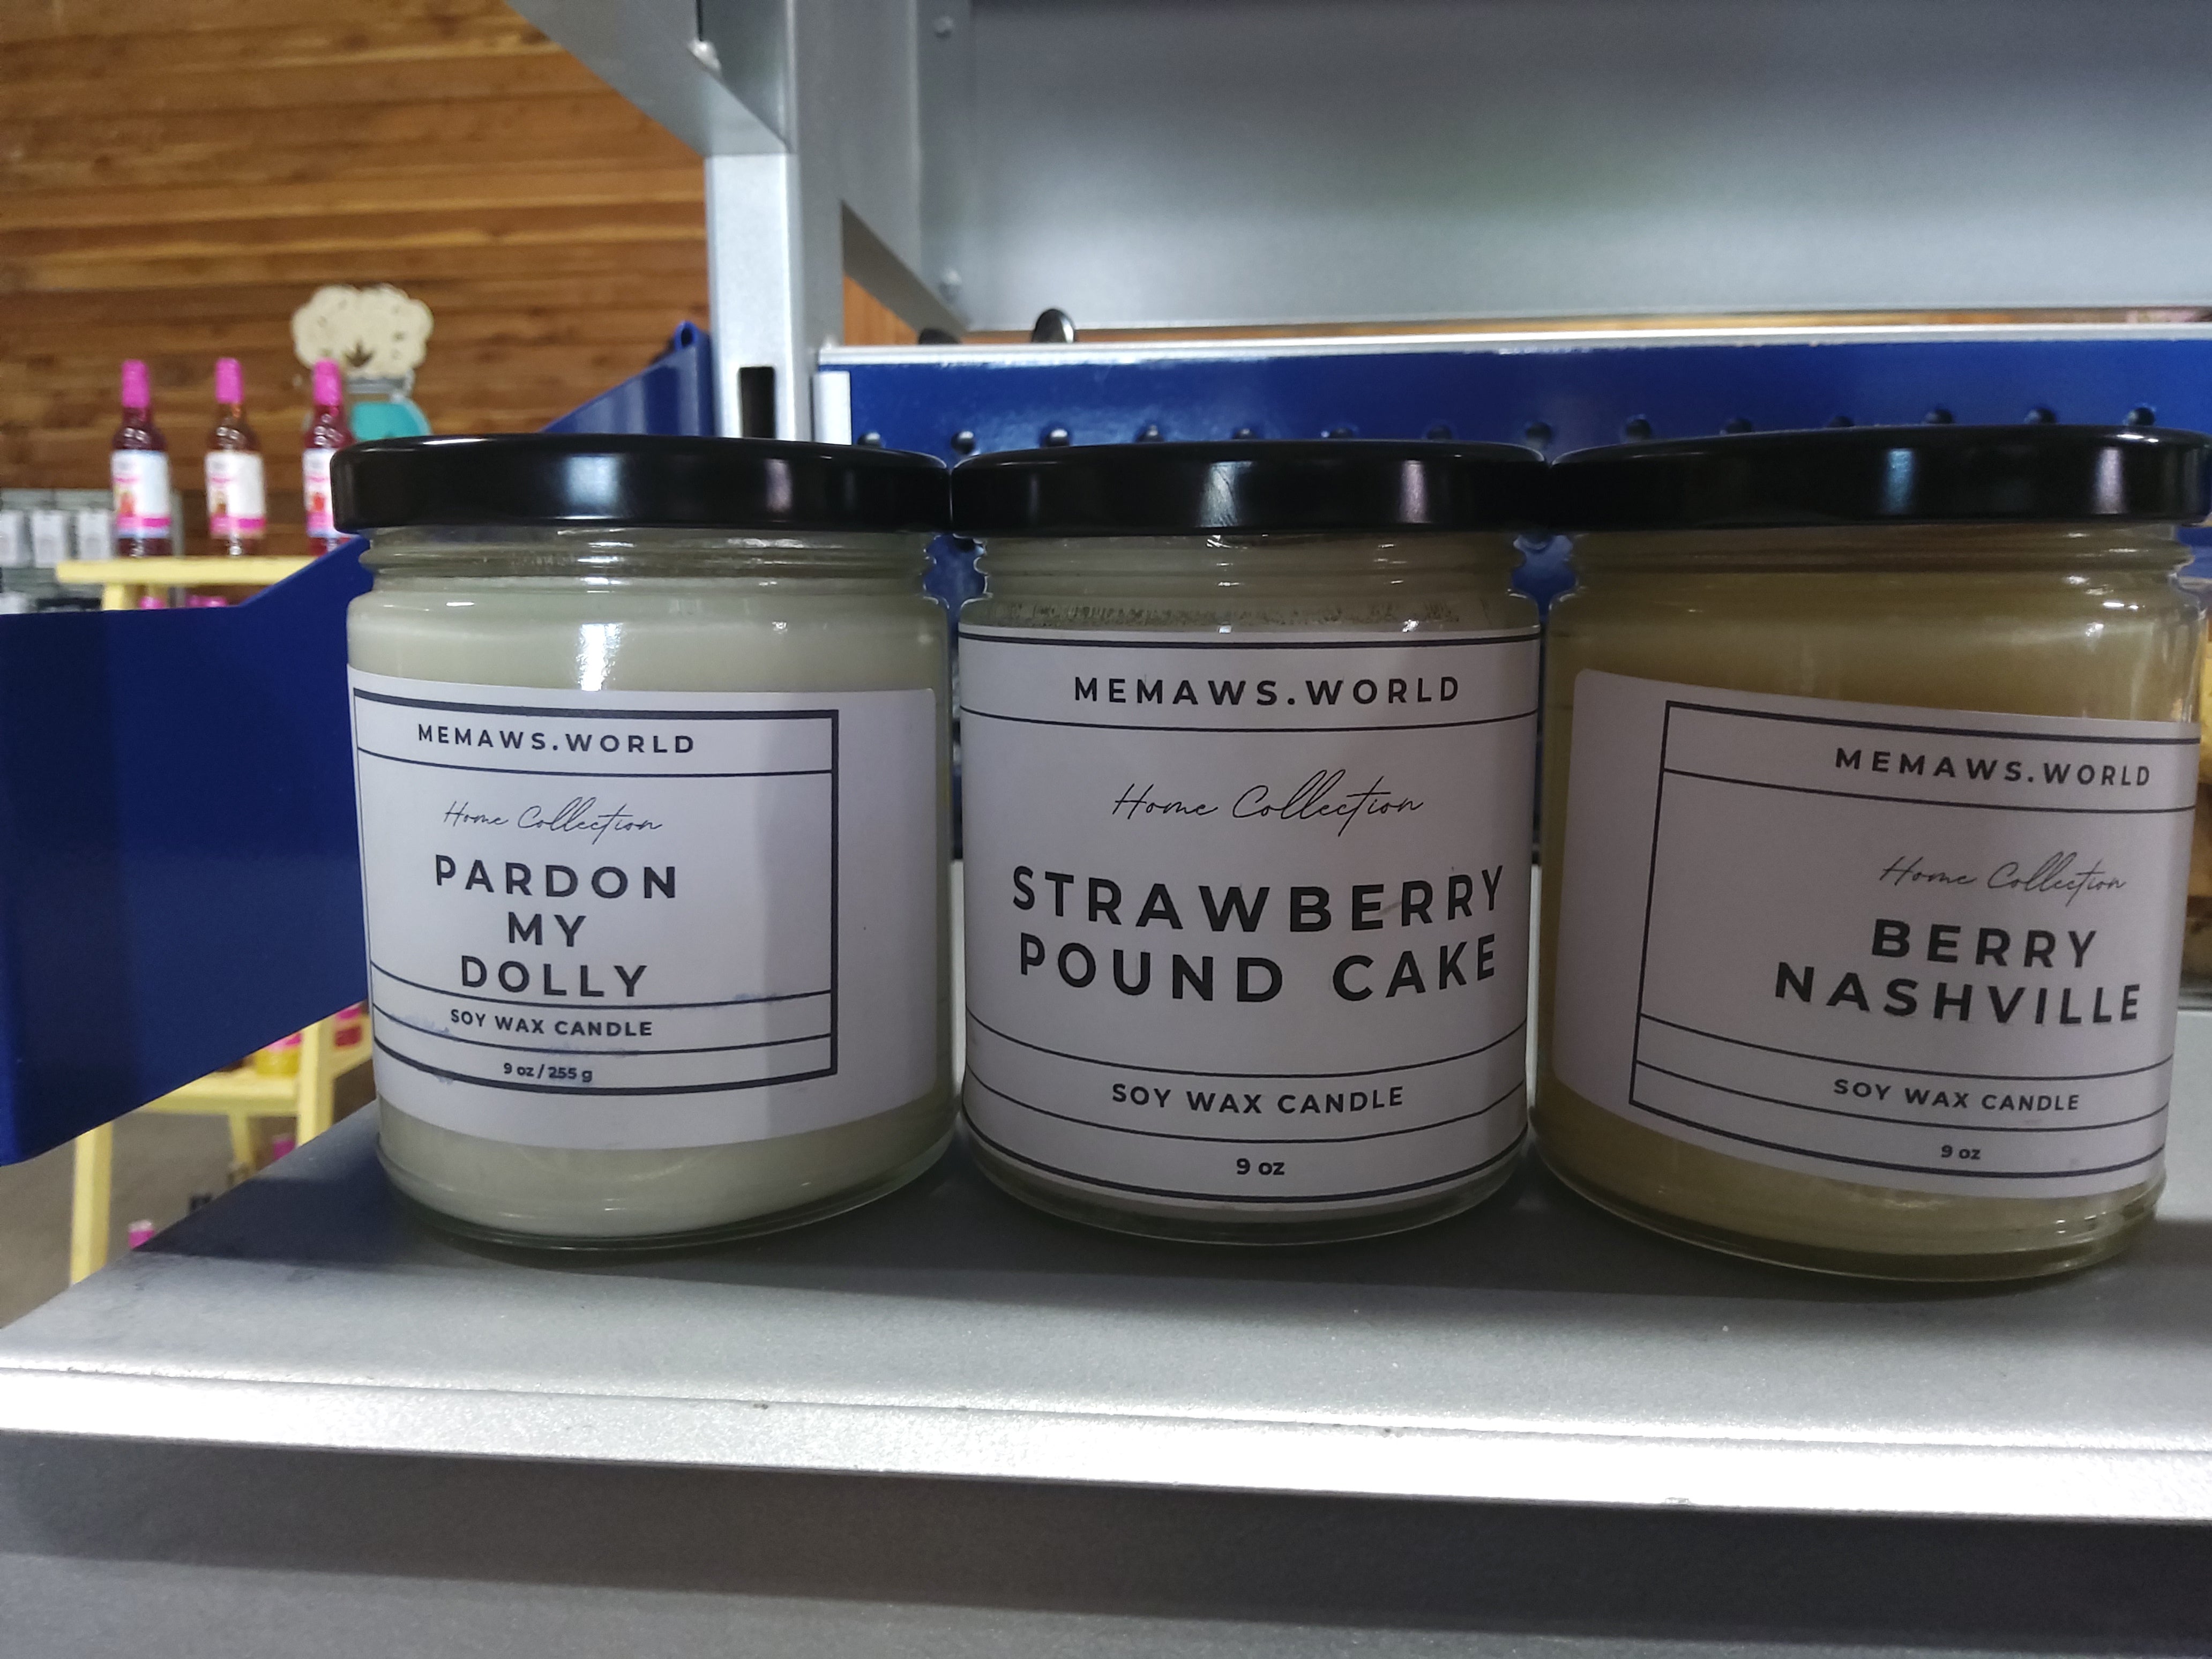 MEMAWS.WORLD
Home Collection
PARDON
MY
DOLLY
SOY WAX CANDLE
9 oz / 255 g
MEMAWS.WORLD
Home Collection
STRAWBERRY
POUND CAKE
SOY WAX CANDLE
9 oz
MEMAWS.WORLD
Home Collection
BERRY
NASHVILLE
SOY WAX CANDLE
9 oz